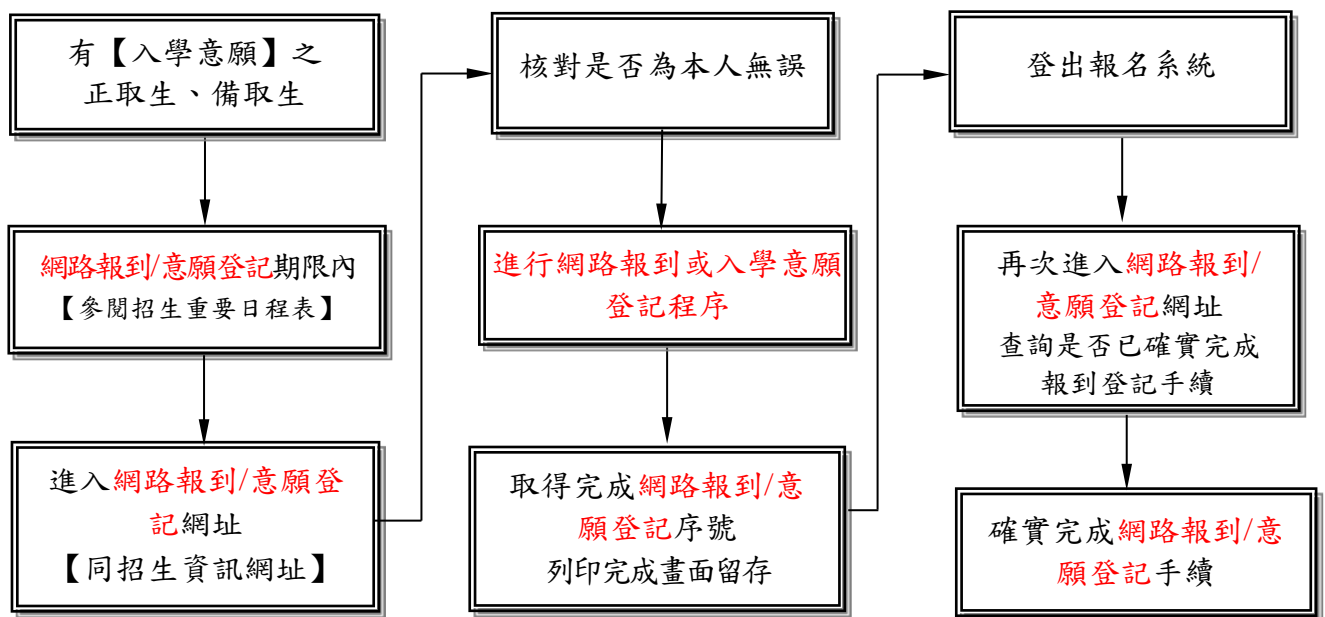 有【入學意願】之
正取生、備取生
網路報到/意願登記期限內
【參閱招生重要日程表】
進入網路報到/意願登
記網址
【同招生資訊網址】
核對是否為本人無誤
進行網路報到或入學意願
登記程序
取得完成網路報到/意
願登記序號
列印完成畫面留存
登出報名系統
再次進入網路報到/
意願登記網址
查詢是否已確實完成
報到登記手續
確實完成網路報到/意
願登記手續